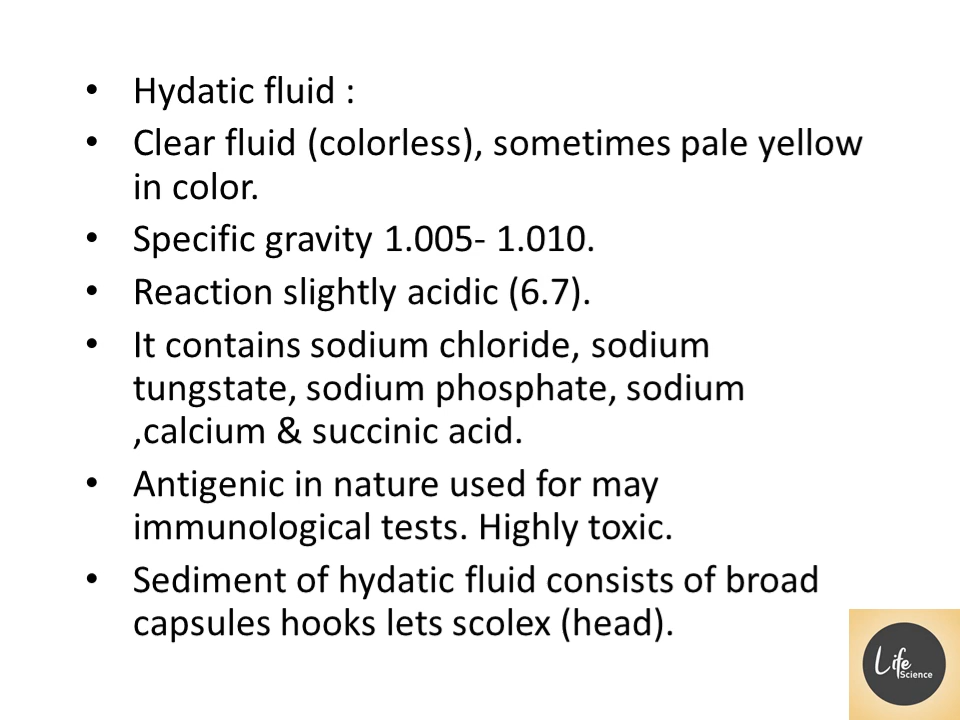 • Hydatic fluid :
• Clear fluid (colorless), sometimes pale yellow
in color.
• Specific gravity 1.005- 1.010.
• Reaction slightly acidic (6.7).
• It contains sodium chloride, sodium
tungstate, sodium phosphate, sodium
,calcium & succinic acid.
• Antigenic in nature used for may
immunological tests. Highly toxic.
• Sediment of hydatic fluid consists of broad
capsules hooks lets scolex (head).
Life
Science